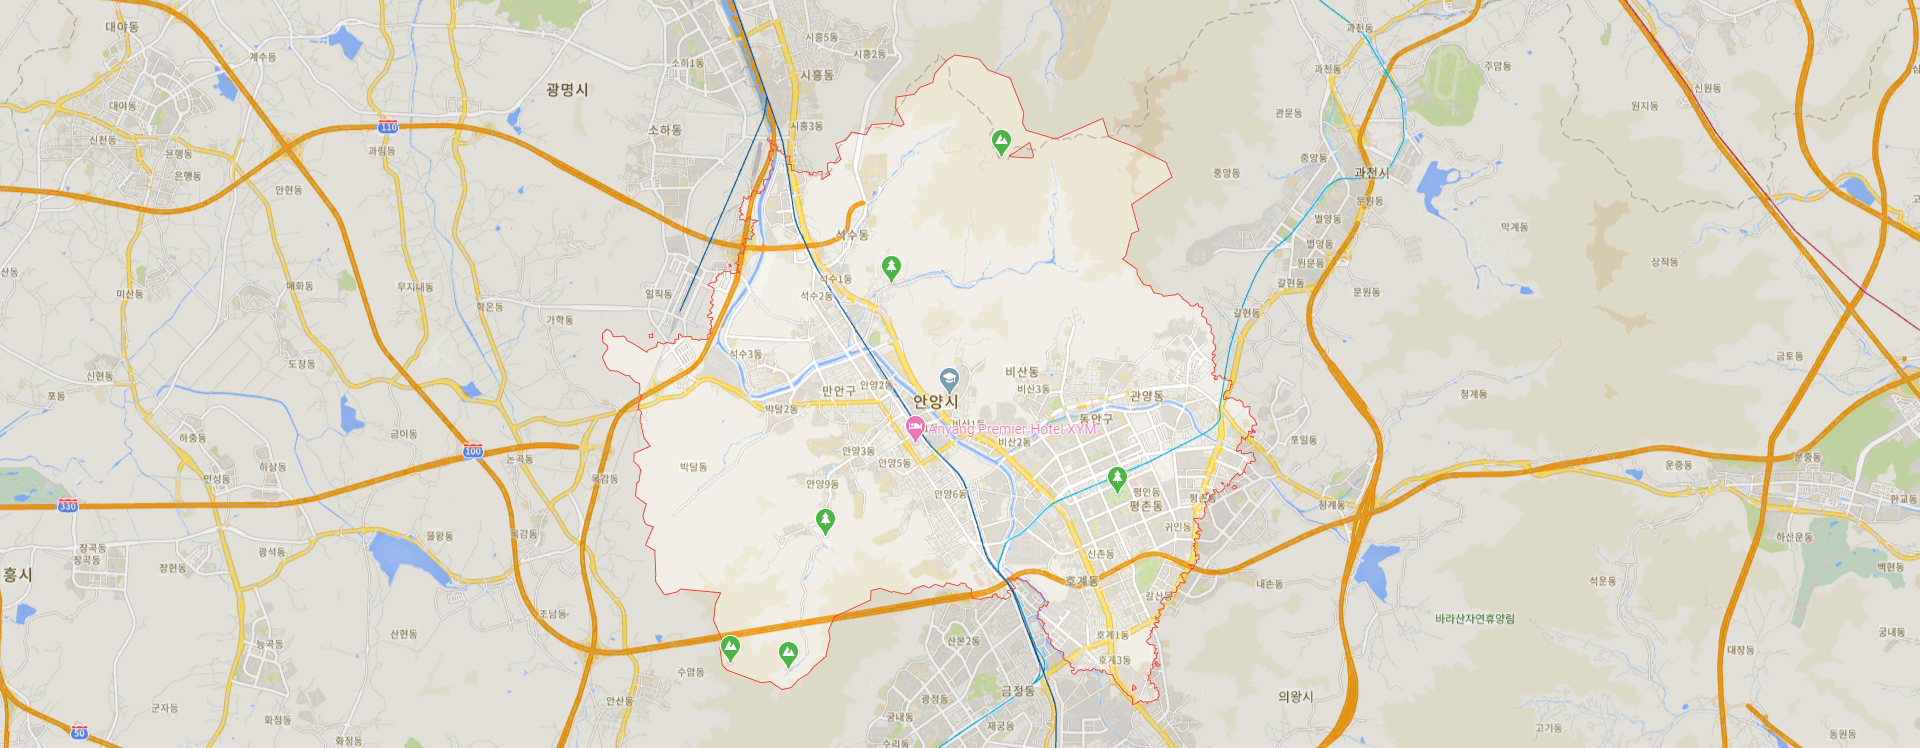 대야동
계수동
시흥5동
시흥2동
과천동
소하1동
시흥동
과천동
주암동
광명시
신원동
대야동
원지동
관문동
110
시흥3동
소하동
신천동
은행동
과림동
중앙동
은행동
안현동
중앙동
과천시
문원동
별양동
막계동
석수동
별양동
산동
원문동
삼적동
미산동
매화동
무지내동
일직동
석수1동
석수2동
갈현동
문원동
학온동
가학동
갈현동
석수3동
금토동
도창동
신현동
비산동
포동
만안구
안양2동
비산3동
관양동
청계동
안양시
박달2동
동안구
비산1동
Anyang Premier Hotel XYM
비산2동
하중동
금이동
포일동
100
안양3동
논곡동
운중동
운중동
하상동
박달동
안양5동
인성동
목감동
안양9동
안양6동
평안동
평촌동
판교동
330
평촌동
청계동
귀인동
목감동
물왕동
하산운동
장곡동
광석동
신촌동
장곡동
장현동
백현동
흥시
호계동
내손동
석운동
갈산동
조남동
바라산자연휴양림
산현동
산본2동
호계1동
궁내동
능곡동
대장동
수암동
호계3동
금정동
의왕시
안산동
광정동
군자동
궁내동
화정동
재궁동
고기동
50
화정동
수리동
동원동